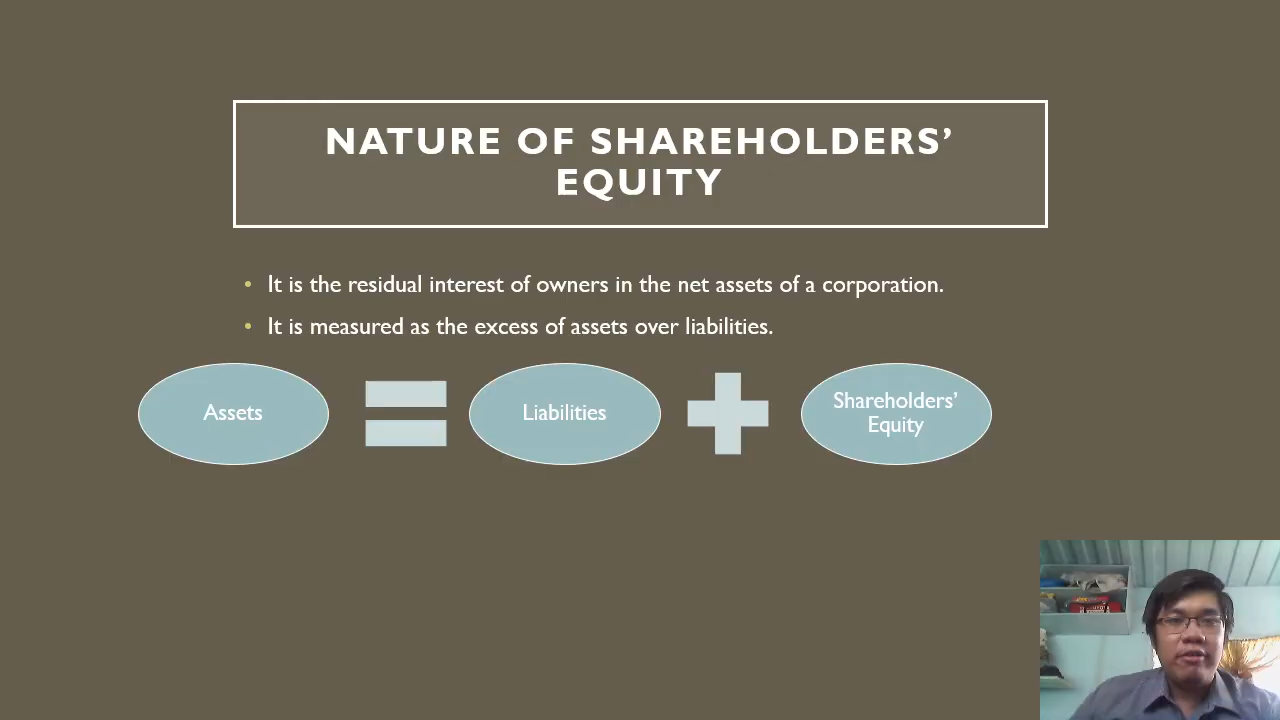 NATURE OF SHAREHOLDERS’
EQUITY
• It is the residual interest of owners in the net assets of a corporation.
• It is measured as the excess of assets over liabilities.
Assets
Liabilities
Shareholders’
Equity